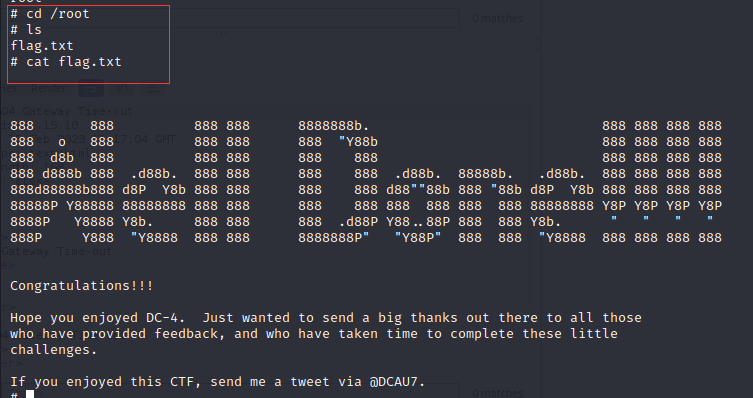 root
0 matches
# cd /root
# ls
flag.txt
# cat flag.txt
888       888          888 888      8888888b.                             888 888 888 888
888   o   888          888 888      888  "Y88b                            888 888 888 888
888  d8b  888          888 888      888    888                            888 888 888 888
888 d888b 888  .d88b.  888 888      888    888  .d88b.  88888b.   .d88b.  888 888 888 888
888d88888b888 d8P  Y8b 888 888      888    888 d88""88b 888 "88b d8P  Y8b 888 888 888 888
88888P Y88888 88888888 888 888      888    888 888  888 888  888 88888888 Y8P Y8P Y8P Y8P
8888P   Y8888 Y8b.     888 888      888  .d88P Y88..88P 888  888 Y8b.      "   "   "   "
888P     Y888  "Y8888  888 888      8888888P"   "Y88P"  888  888  "Y8888  888 888 888 888
Congratulations!!!
Hope you enjoyed DC-4.  Just wanted to send a big thanks out there to all those
who have provided feedback, and who have taken time to complete these little
challenges.
If you enjoyed this CTF, send me a tweet via @DCAU7.
#
0 matches